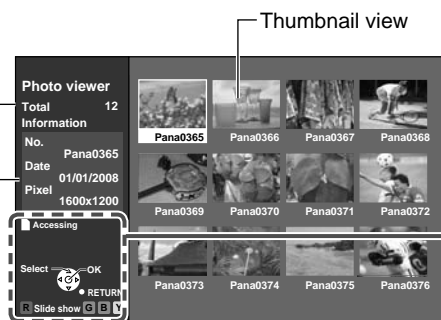 Thumbnail view
Photo viewer
Total 12
Information
No.
Pana0365
Date
01/01/2008
Pixel
1600x1200
Accessing
Select OK
RETURN
R Slide show G B Y
Pana0365 Pana0366 Pana0367 Pana0368
Pana0369 Pana0370 Pana0371 Pana0372
Pana0373 Pana0374 Pana0375 Pana0376